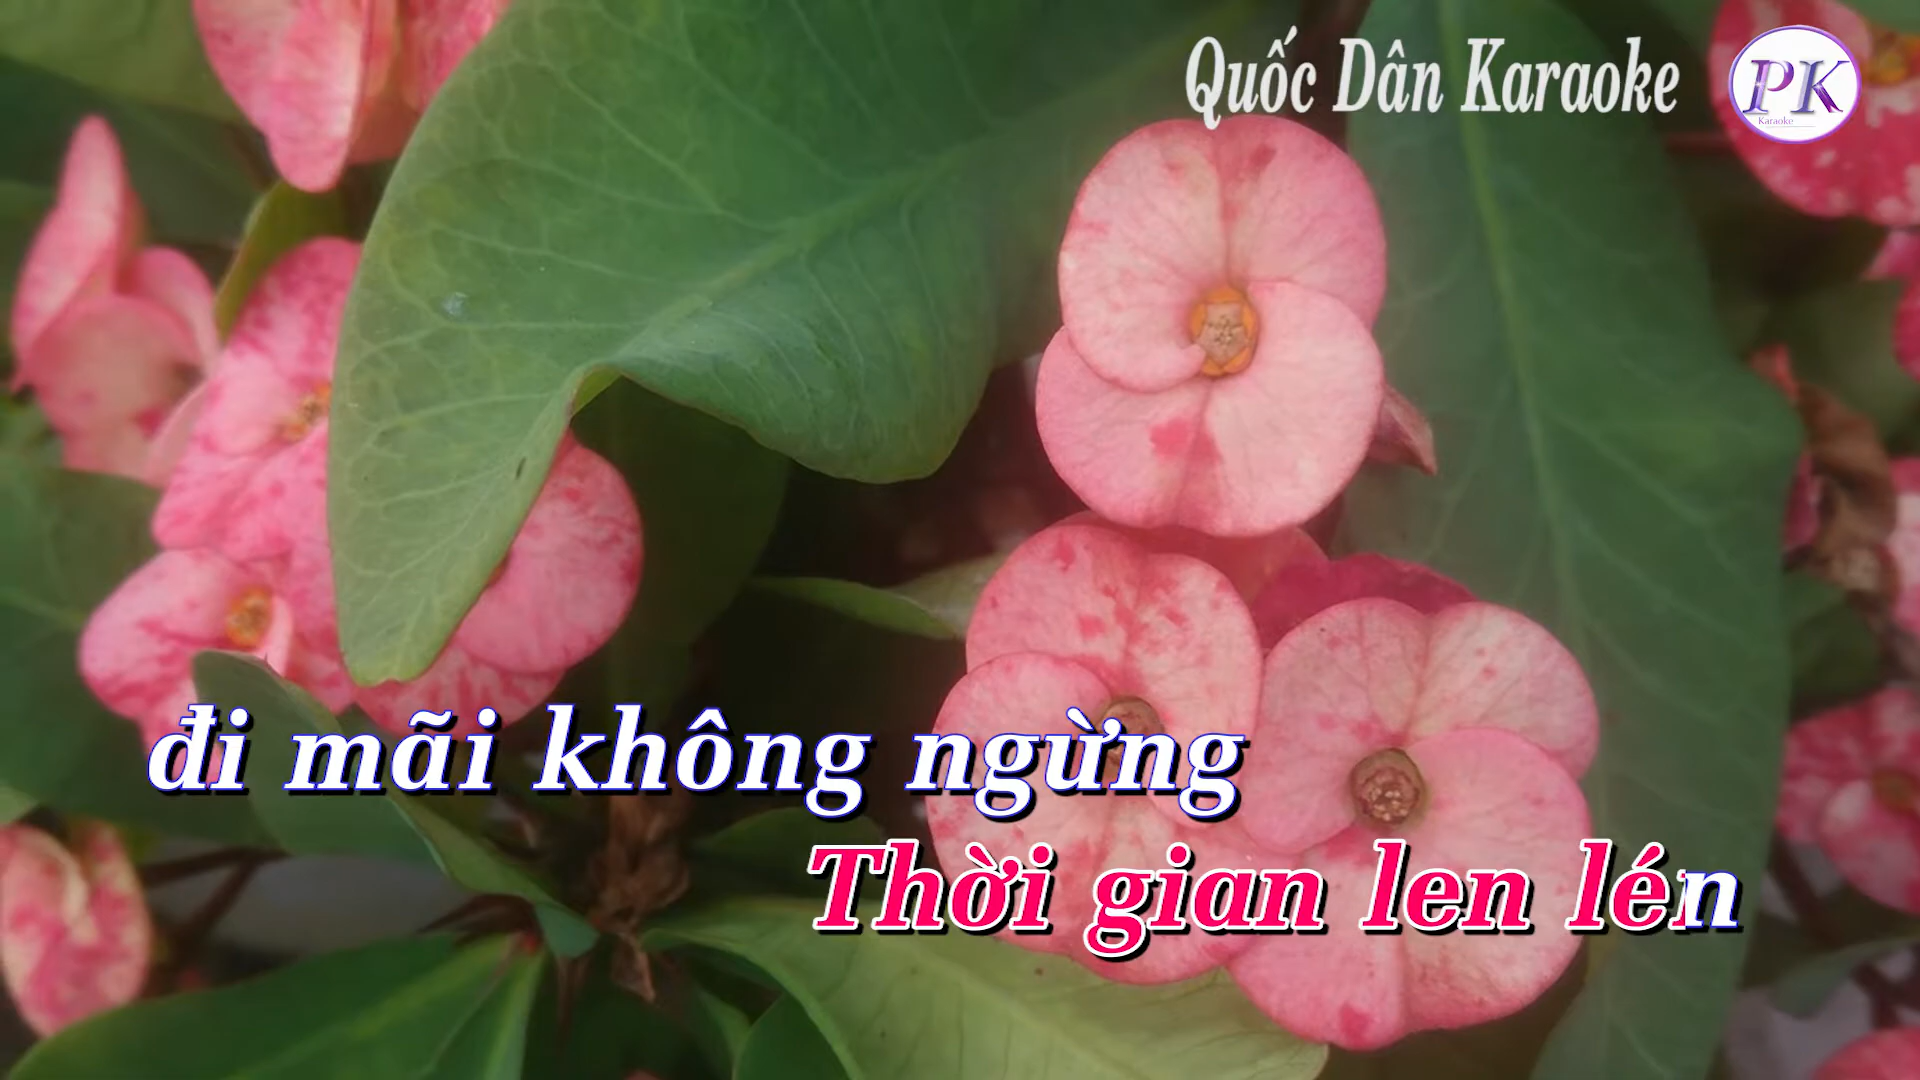 Quốc Dân Karaoke
PK
Karaoke
đi mãi không ngừng
Thời gian len lén